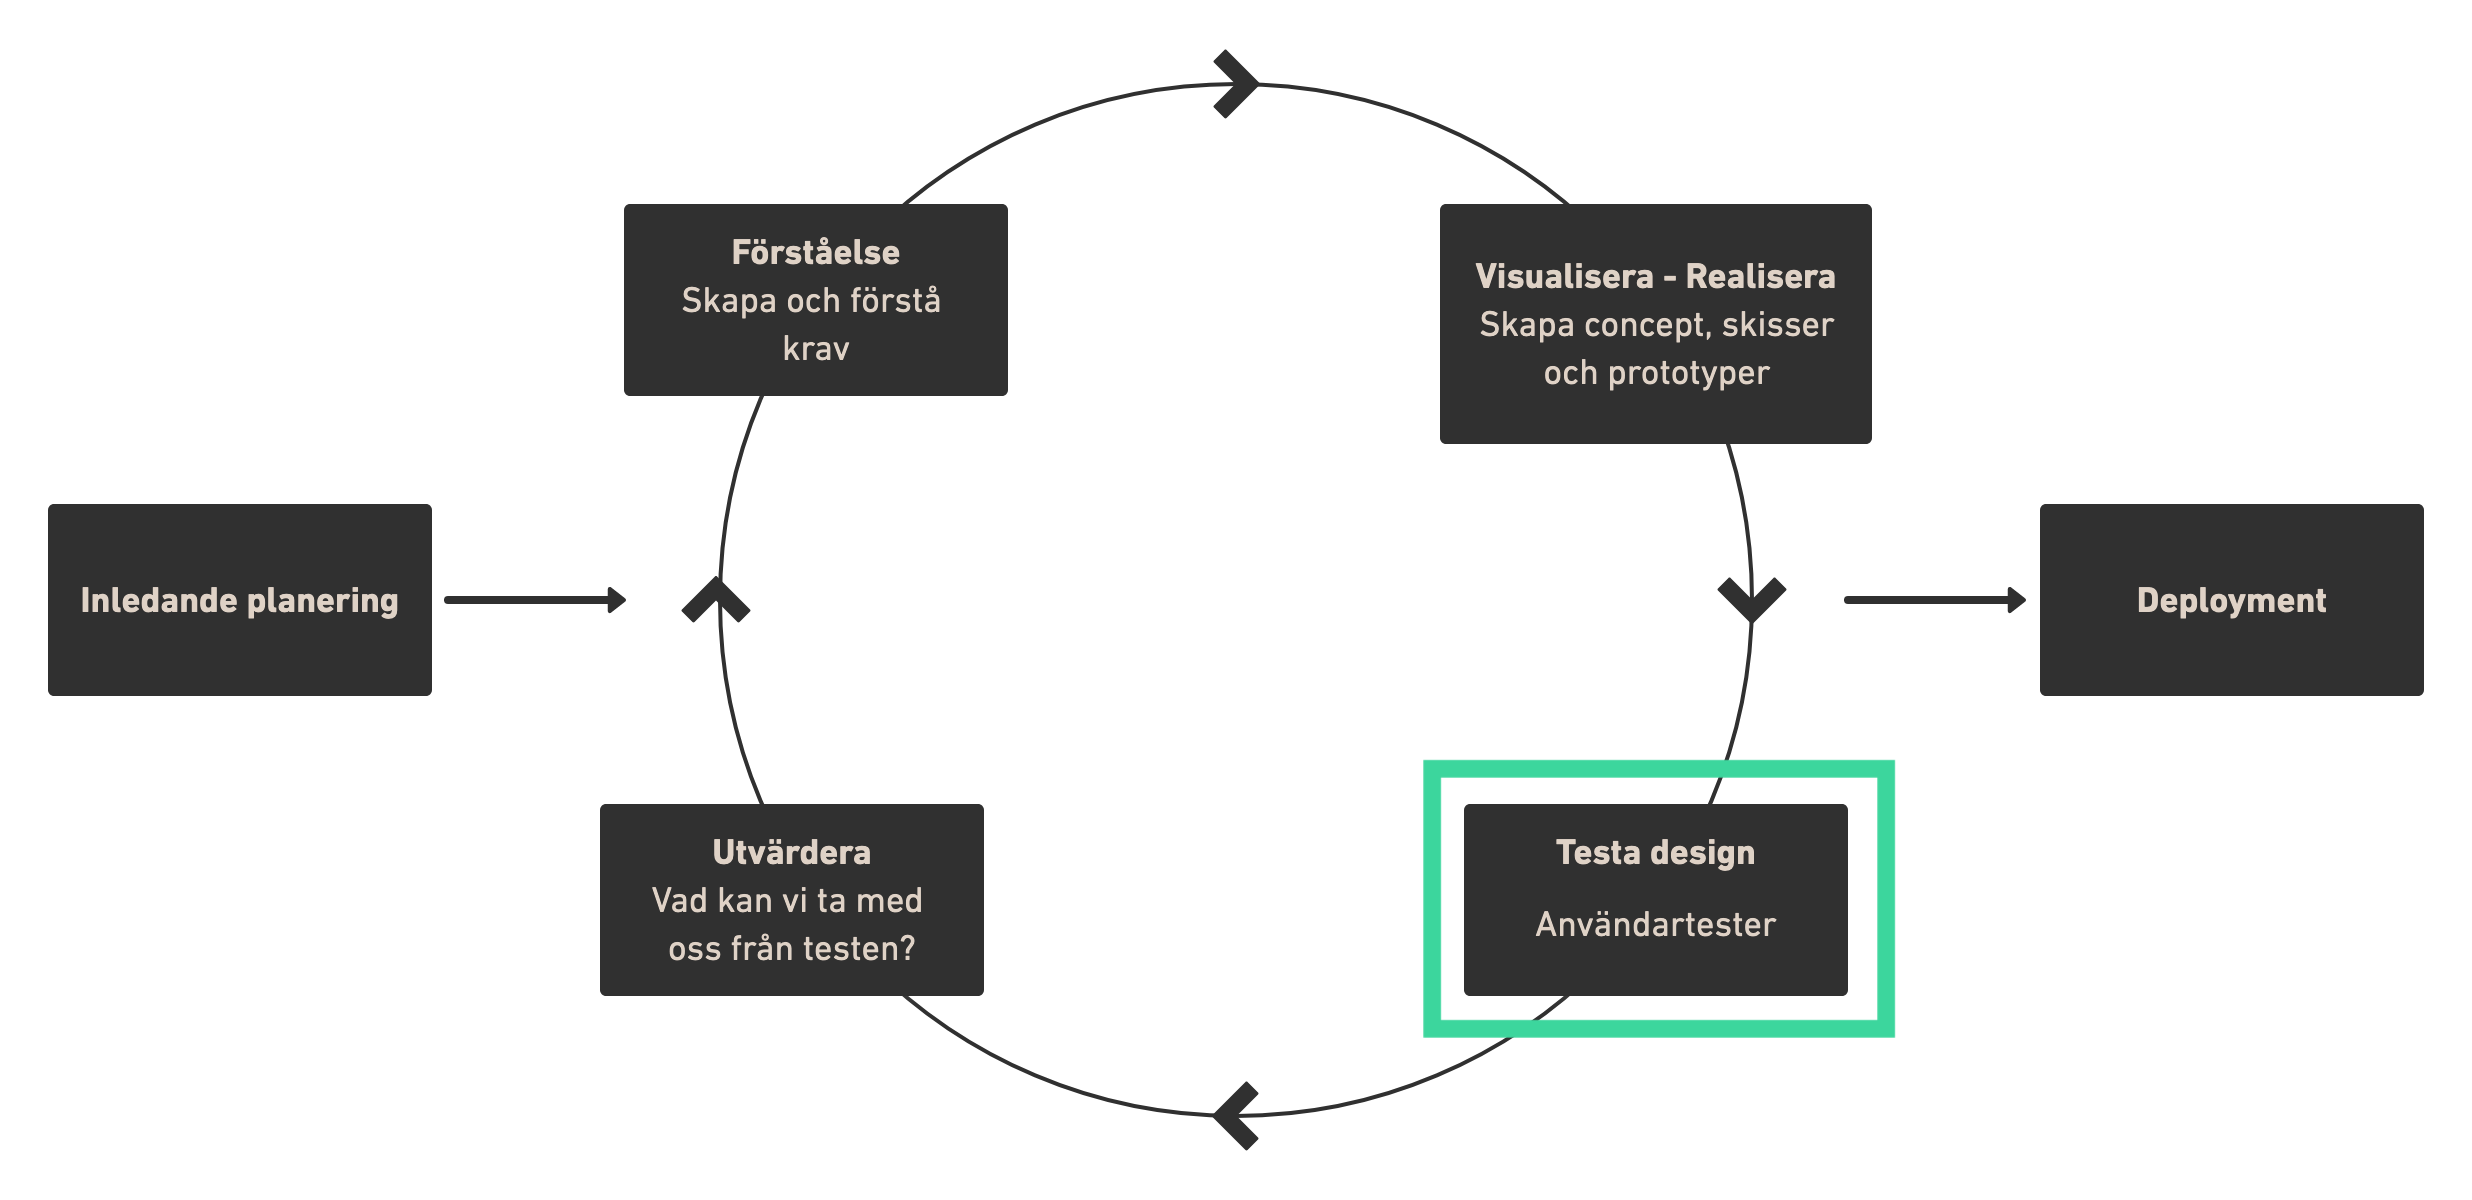 Förståelse
Skapa och förstå
krav
Visualisera - Realisera
Skapa concept, skisser
och prototyper
Inledande planering
Deployment
Utvärdera
Vad kan vi ta med
oss från testen?
Testa design
Användartester